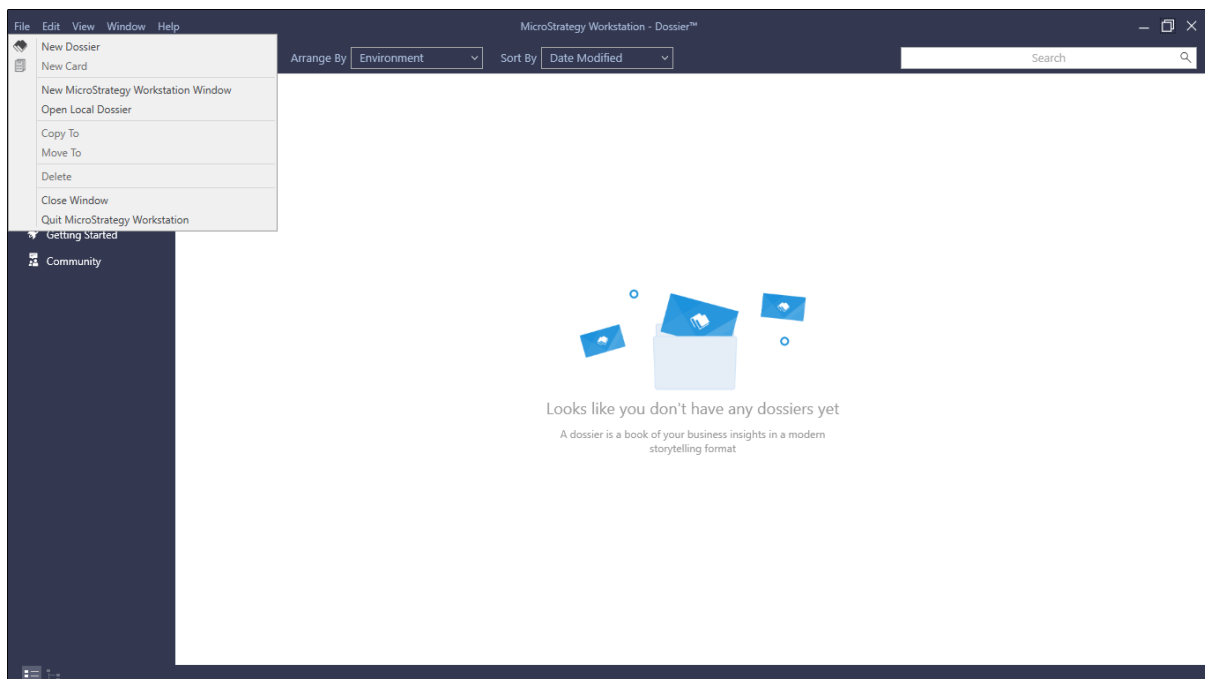 File Edit View Window Help
MicroStrategy Workstation - Dossier™
New Dossier
New Card
New MicroStrategy Workstation Window
Open Local Dossier
Copy To
Move To
Delete
Close Window
Quit MicroStrategy Workstation
Arrange By Environment Sort By Date Modified Search
Getting Started
Community
Looks like you don't have any dossiers yet
A dossier is a book of your business insights in a modern
storytelling format